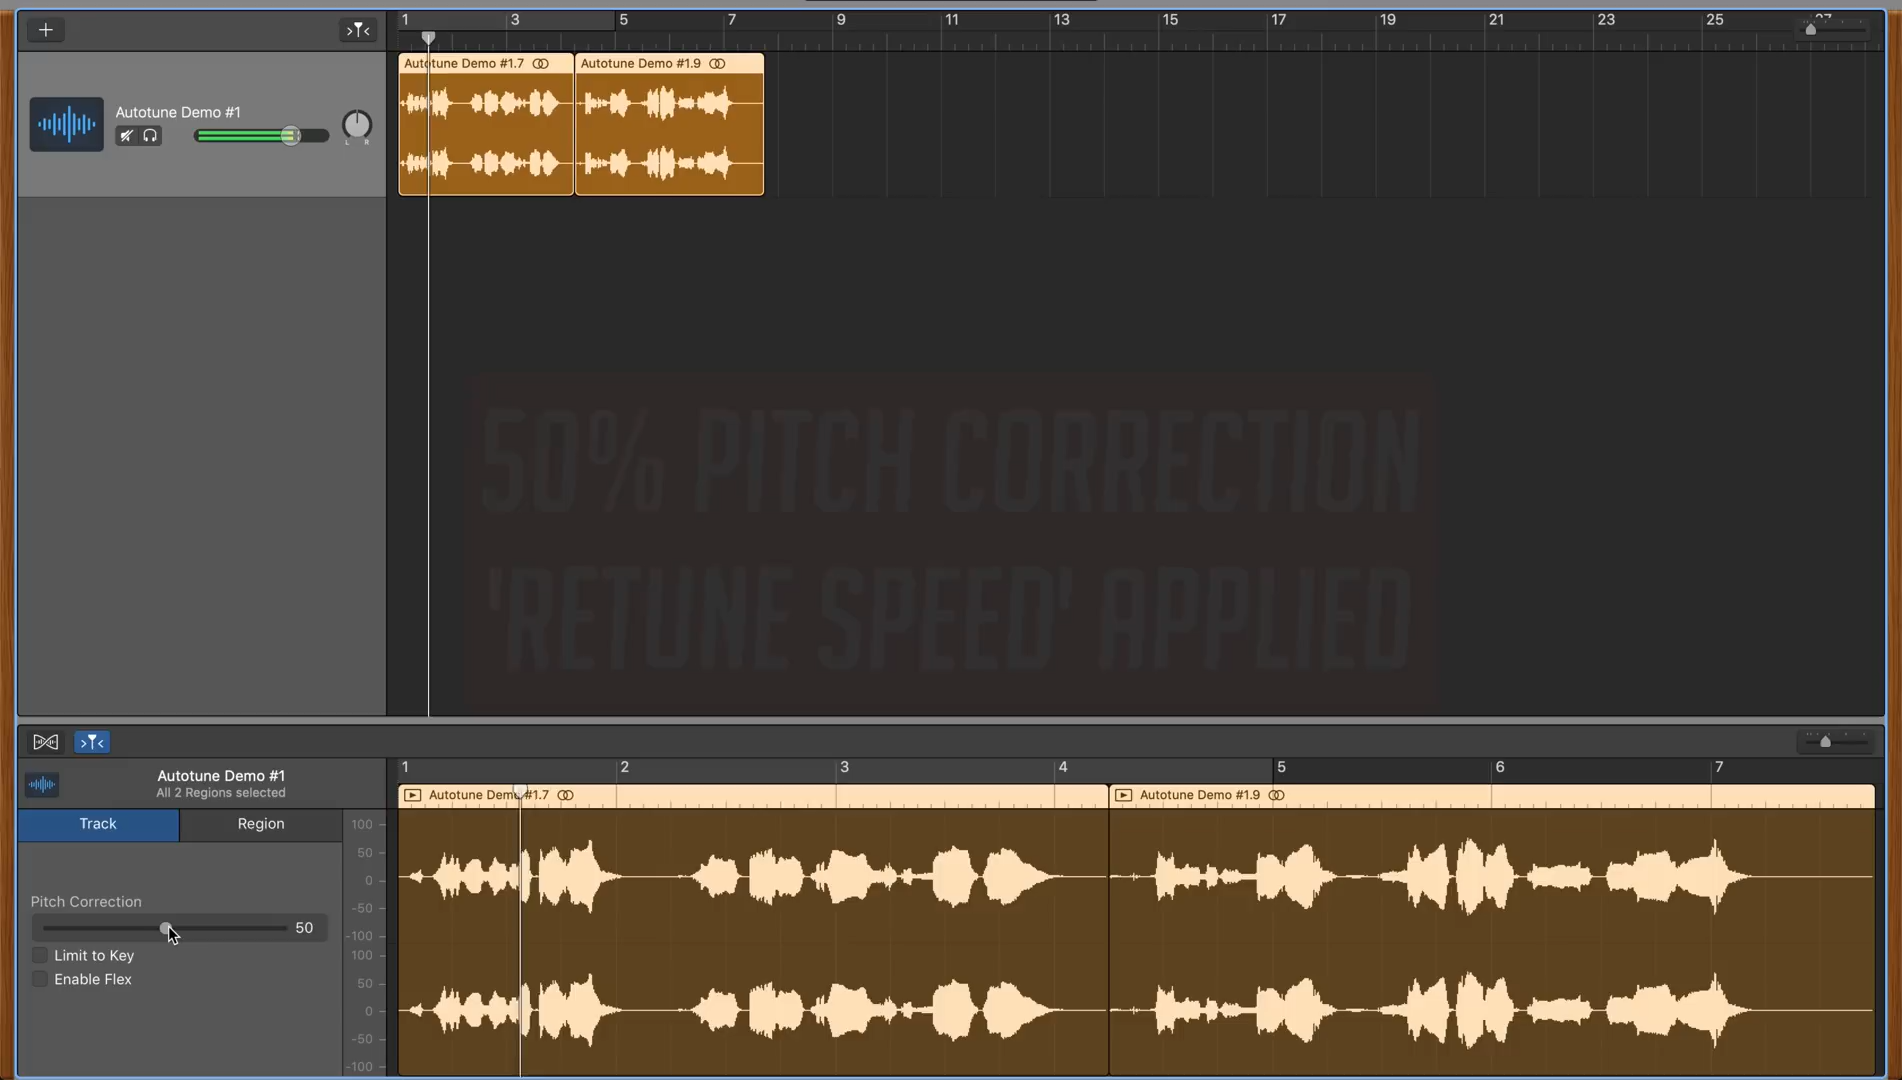 1 3 5 7 9 11 13 15 17 19 21 23 25 27
Autotune Demo #1.7 Autotune Demo #1.9
Autotune Demo #1
L R
50% PITCH CORRECTION
'RETUNE SPEED' APPLIED
Autotune Demo #1
All 2 Regions selected
1 2 3 4 5 6 7
Autotune Demo #1.7 Autotune Demo #1.9
Track Region
100
50
0
-50
-100
100
50
0
-50
-100
Pitch Correction
50
Limit to Key
Enable Flex